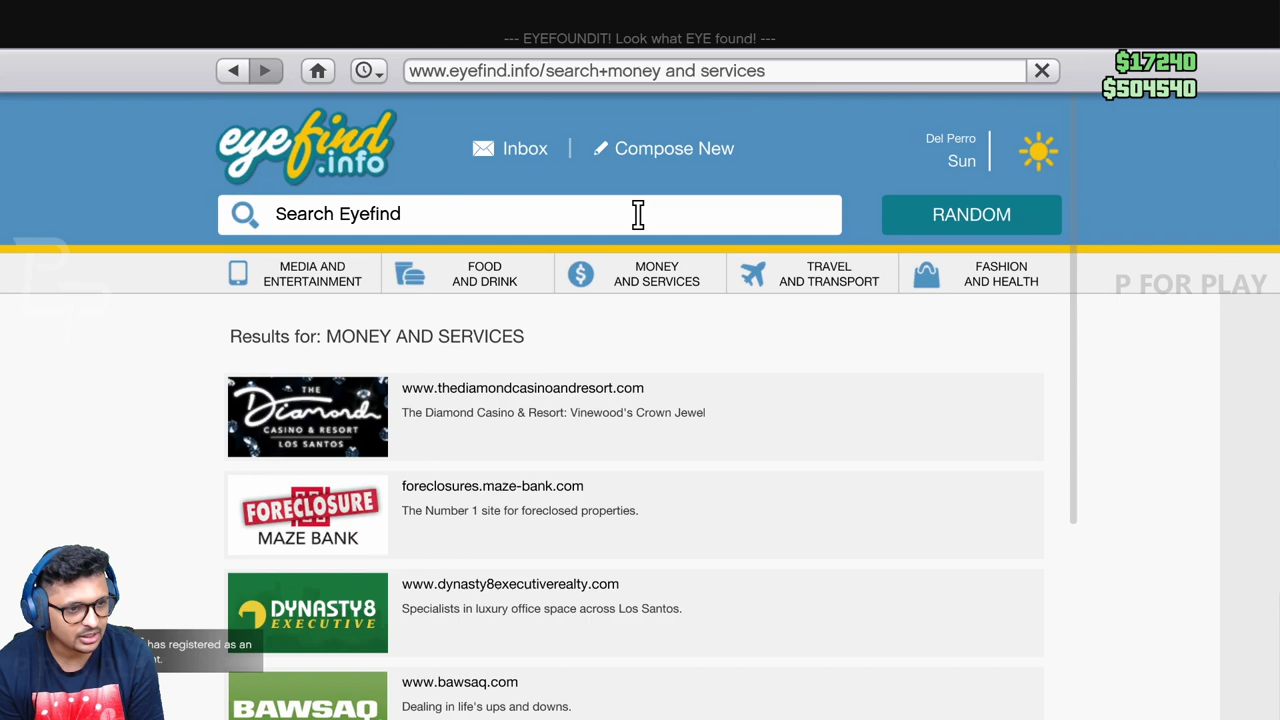 --- EYEFOUNDIT! Look what EYE found! ---
www.eyefind.info/search+money and services
$17240
$504540
eyefind
.info
Inbox
Compose New
Del Perro
Sun
Search Eyefind
RANDOM
MEDIA AND
ENTERTAINMENT
FOOD
AND DRINK
MONEY
AND SERVICES
TRAVEL
AND TRANSPORT
FASHION
AND HEALTH
P FOR PLAY
Results for: MONEY AND SERVICES
THE
Diamond
CASINO & RESORT
LOS SANTOS
www.thediamondcasinoandresort.com
The Diamond Casino & Resort: Vinewood's Crown Jewel
FORECLOSURE
MAZE BANK
foreclosures.maze-bank.com
The Number 1 site for foreclosed properties.
DYNASTY8
EXECUTIVE
www.dynasty8executiverealty.com
Specialists in luxury office space across Los Santos.
has registered as an
BAWSAQ
www.bawsaq.com
Dealing in life's ups and downs.